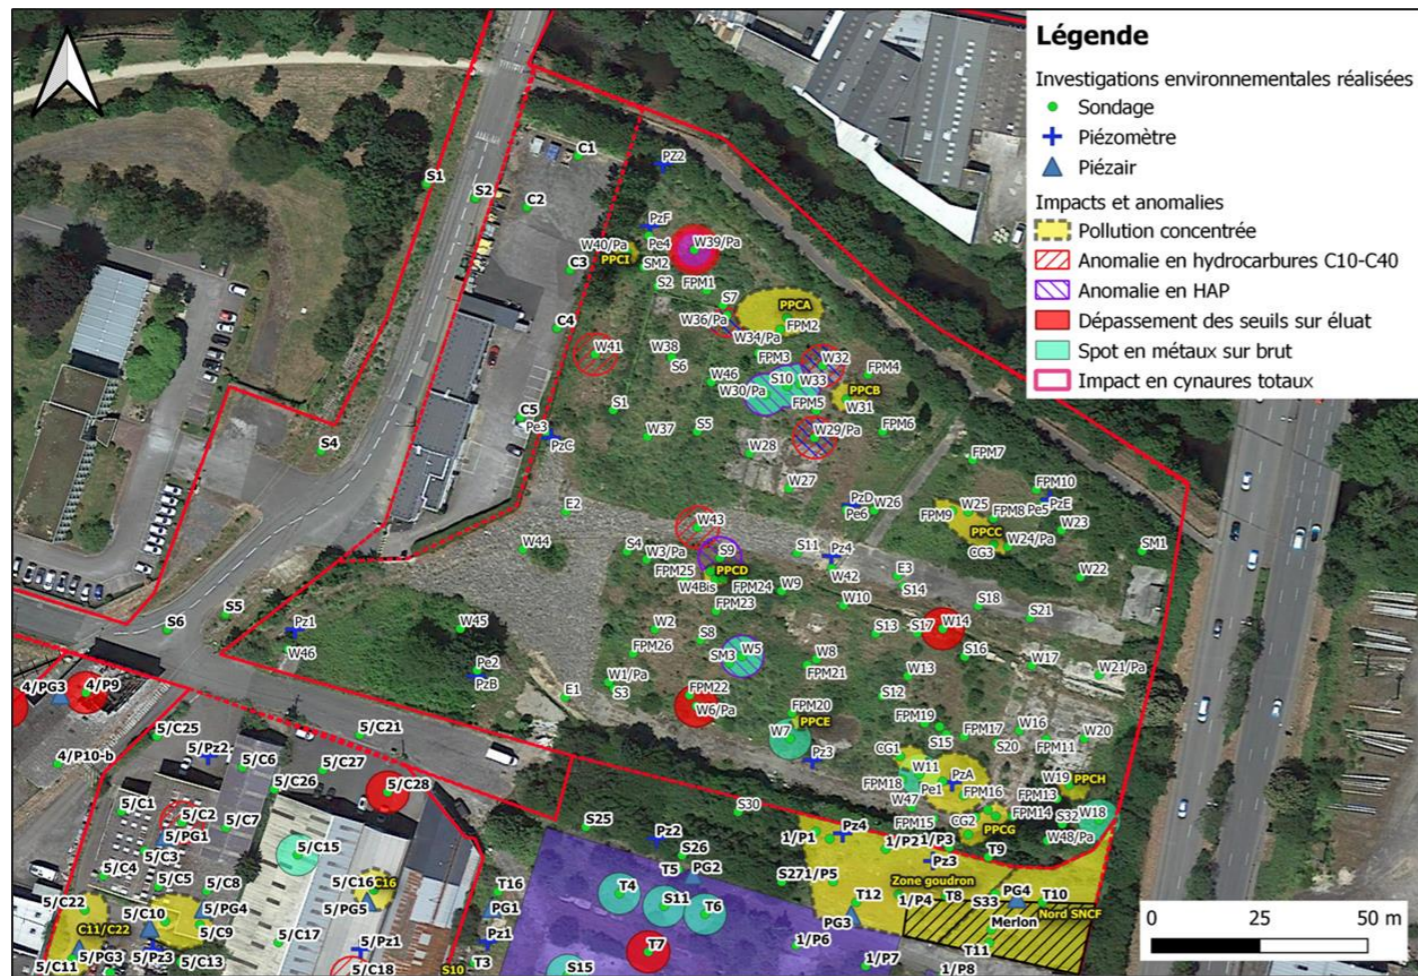 Légende
Investigations environnementales réalisées
Sondage
Piézomètre
Piézair
Impacts et anomalies
Pollution concentrée
Anomalie en hydrocarbures C10-C40
Anomalie en HAP
Dépassement des seuils sur éluat
Spot en métaux sur brut
Impact en cynaures totaux
C1
PZ2
S1
S2
C2
PzF
Pe4
W39/Pa
W40/Pa
PPCI
SM2
C3
S2
FPM1
S7
PPCA
W36/Pa
C4
FPM2
W34/Pa
W41
W38
FPM3
W32
S6
FPM4
W46
S10
W33
W30/Pa
PPCB
S1
FPM5
W31
C5
Pe3
W37
S5
W29/Pa
FPM6
S4
PzC
W28
FPM7
W27
FPM10
E2
PzD
W26
W25
PzE
Pe6
FPM9
FPM8
Pe5
W43
W23
PPCC
W44
S4
W3/Pa
S9
S11
Pz4
CG3
W24/Pa
SM1
FPM25
PPCD
W42
E3
W22
W4Bis
FPM24
W9
S14
S5
FPM23
W10
S18
S21
S6
Pz1
W45
W2
S13
S17
W14
W46
FPM26
S8
SM3
W5
W8
S16
W17
Pe2
W1/Pa
FPM21
W13
W21/Pa
PzB
4/PG3
4/P9
E1
S3
FPM22
S12
W6/Pa
FPM20
PPCE
FPM19
5/C25
5/C21
W7
S15
FPM17
W16
W20
4/P10-b
5/Pz2
S20
FPM11
5/C6
5/C27
Pz3
CG1
W11
PzA
W19
PPCH
5/C26
5/C28
FPM18
Pe1
FPM16
FPM13
5/C1
5/C2
W47
FPM14
W18
S30
CG2
PPCG
S32
5/PG1
5/C7
S25
FPM15
5/C3
Pz2
1/P1
Pz4
1/P2
1/P3
W48/Pa
5/C15
S26
T9
5/C4
T5
PG2
Pz3
5/C5
5/C8
5/C16
C16
S27
1/P5
Zone goudron
T16
T4
S11
T6
T12
1/P4
T8
S33
PG4
T10
5/C22
5/C10
5/PG4
5/PG5
PG1
PG3
Nord SNCF
C11/C22
5/C9
Merlon
5/C17
5/Pz1
Pz1
T7
1/P6
T11
5/C11
5/PG3
5/Pz3
5/C13
5/C18
S10
T3
S15
1/P7
1/P8
0
25
50 m